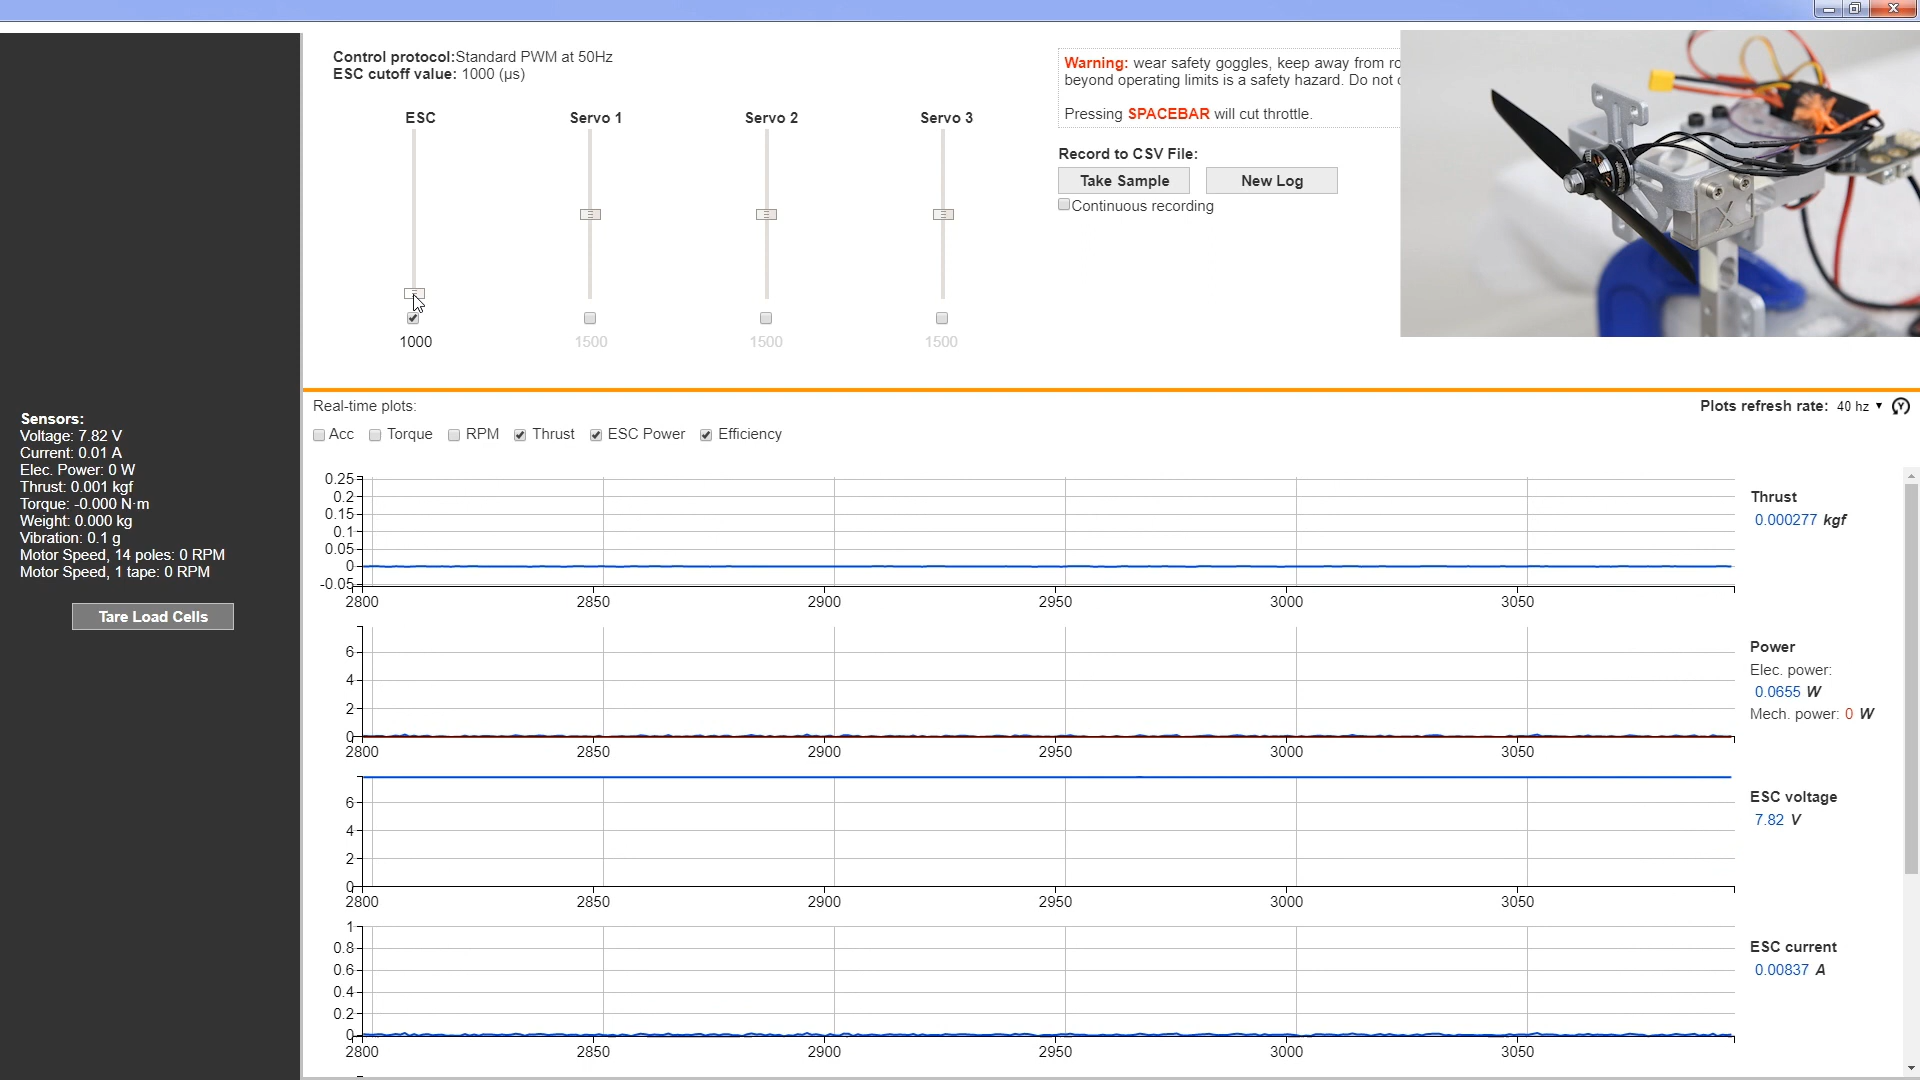 Control protocol:Standard PWM at 50Hz
ESC cutoff value: 1000 (µs)
ESC
Servo 1
Servo 2
Servo 3
1000
1500
1500
1500
Warning: wear safety goggles, keep away from ro
beyond operating limits is a safety hazard. Do not
Pressing SPACEBAR will cut throttle.
Record to CSV File:
Take Sample
New Log
Continuous recording
Sensors:
Voltage: 7.82 V
Current: 0.01 A
Elec. Power: 0 W
Thrust: 0.001 kgf
Torque: -0.000 N·m
Weight: 0.000 kg
Vibration: 0.1 g
Motor Speed, 14 poles: 0 RPM
Motor Speed, 1 tape: 0 RPM
Tare Load Cells
Real-time plots:
Plots refresh rate: 40 hz
Acc Torque RPM Thrust ESC Power Efficiency
0.25
0.2
0.15
0.1
0.05
0
-0.05
2800 2850 2900 2950 3000 3050
Thrust
0.000277 kgf
6
4
2
0
2800 2850 2900 2950 3000 3050
Power
Elec. power:
0.0655 W
Mech. power: 0 W
6
4
2
0
2800 2850 2900 2950 3000 3050
ESC voltage
7.82 V
1
0.8
0.6
0.4
0.2
0
2800 2850 2900 2950 3000 3050
ESC current
0.00837 A